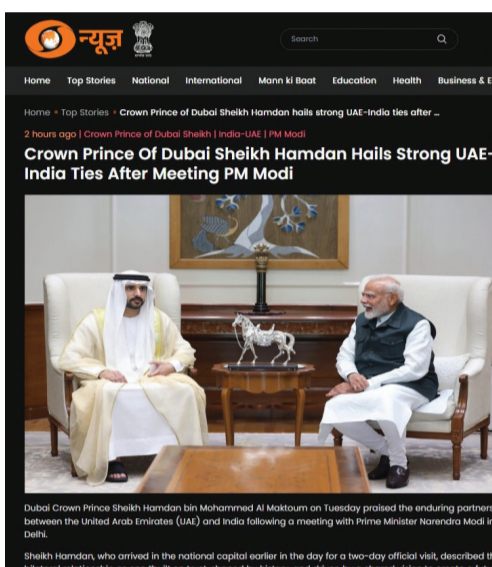 न्यूज़
Search
Home Top Stories National International Mann ki Baat Education Health Business & E
Home • Top Stories • Crown Prince of Dubai Sheikh Hamdan hails strong UAE-India ties after ...
2 hours ago | Crown Prince of Dubai Sheikh | India-UAE | PM Modi
Crown Prince Of Dubai Sheikh Hamdan Hails Strong UAE-
India Ties After Meeting PM Modi
Dubai Crown Prince Sheikh Hamdan bin Mohammed Al Maktoum on Tuesday praised the enduring partners
between the United Arab Emirates (UAE) and India following a meeting with Prime Minister Narendra Modi in
Delhi.
Sheikh Hamdan, who arrived in the national capital earlier in the day for a two-day official visit, described th